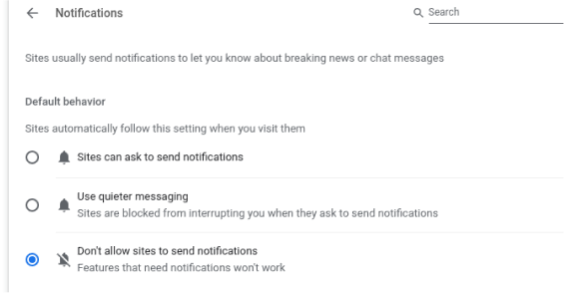 Notifications
Search
Sites usually send notifications to let you know about breaking news or chat messages
Default behavior
Sites automatically follow this setting when you visit them
Sites can ask to send notifications
Use quieter messaging
Sites are blocked from interrupting you when they ask to send notifications
Don't allow sites to send notifications
Features that need notifications won't work